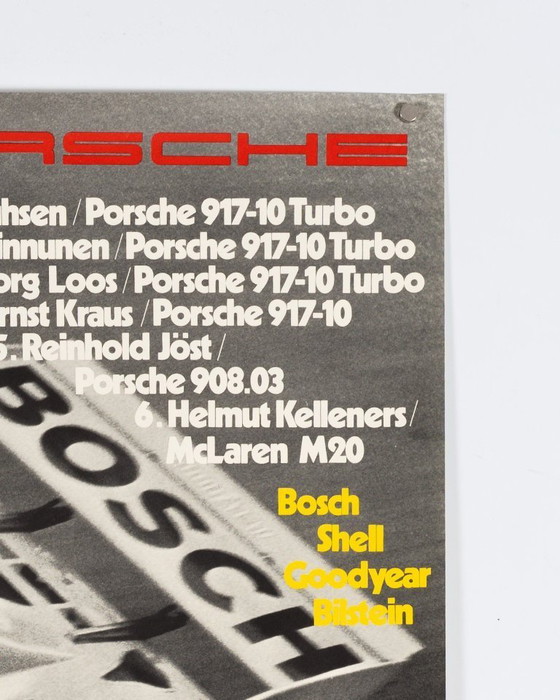 RSCHE
hsen / Porsche 917-10 Turbo
innunen / Porsche 917-10 Turbo
org Loos / Porsche 917-10 Turbo
rnst Kraus / Porsche 917-10
5. Reinhold Jöst /
Porsche 908.03
6. Helmut Kelleners /
McLaren M20
BOSCH
Bosch
Shell
Goodyear
Bilstein